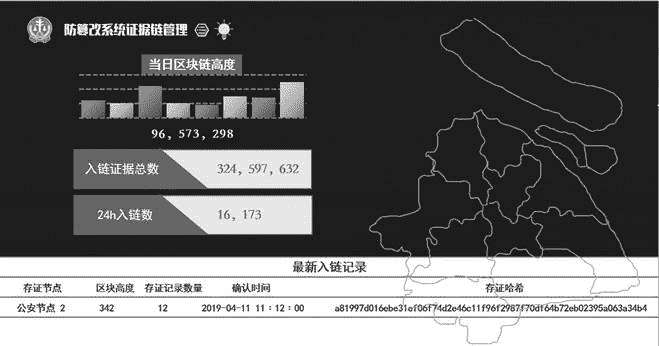 防篡改系统证据链管理
当日区块链高度
96, 573, 298
入链证据总数 324, 597, 632
24h入链数 16, 173
最新入链记录
存证节点 区块高度 存证记录数量 确认时间 存证哈希
公安节点 2 342 12 2019-04-11 11：12：00 a81997d016ebe31ef06f74d2e46c11f96f2987f70df64b72eb02395a063a34b4